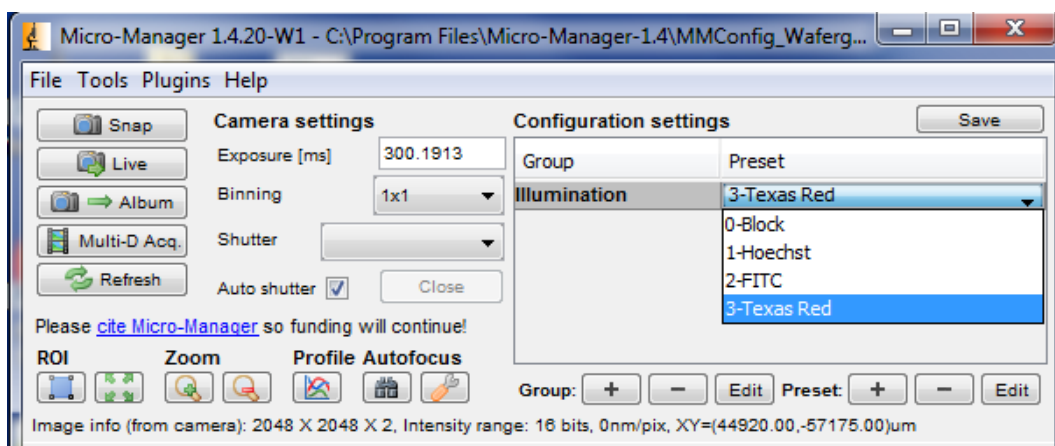 Micro-Manager 1.4.20-W1 - C:\Program Files\Micro-Manager-1.4\MMConfig_Waferg...
File Tools Plugins Help
Snap
Live
Album
Multi-D Acq.
Refresh
Camera settings
Exposure [ms] 300.1913
Binning 1x1
Shutter
Auto shutter Close
Configuration settings Save
Group Preset
Illumination 3-Texas Red
0-Block
1-Hoechst
2-FITC
3-Texas Red
Please cite Micro-Manager so funding will continue!
ROI Zoom Profile Autofocus
Group: + - Edit Preset: + - Edit
Image info (from camera): 2048 X 2048 X 2, Intensity range: 16 bits, 0nm/pix, XY=(44920.00,-57175.00)um